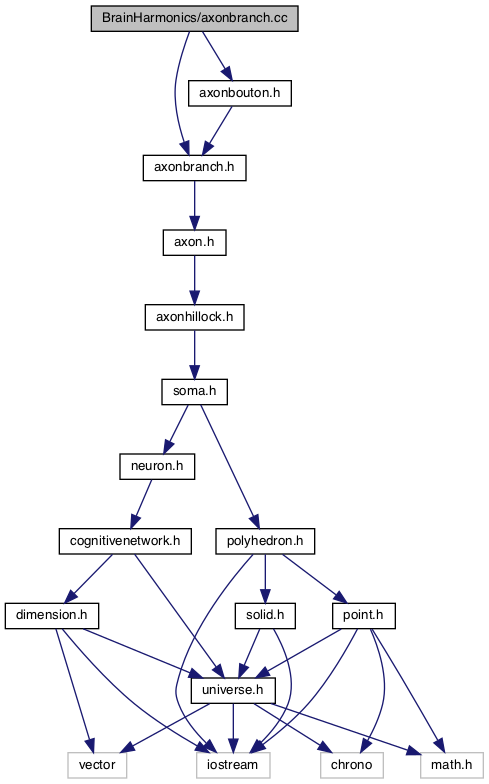 BrainHarmonics/axonbranch.cc
axonbouton.h
axonbranch.h
axon.h
axonhillock.h
soma.h
neuron.h
cognitivenetwork.h
polyhedron.h
dimension.h
solid.h
point.h
universe.h
vector
iostream
chrono
math.h